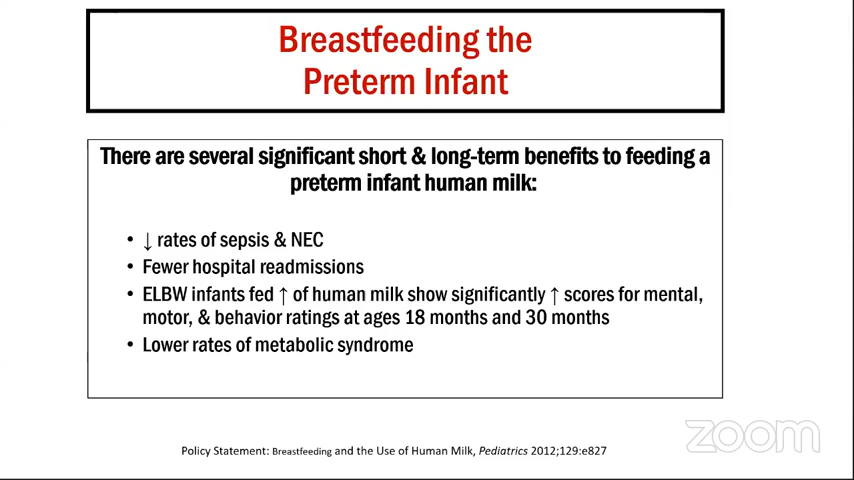 Breastfeeding the
Preterm Infant
There are several significant short & long-term benefits to feeding a
preterm infant human milk:
• ↓ rates of sepsis & NEC
• Fewer hospital readmissions
• ELBW infants fed ↑ of human milk show significantly ↑ scores for mental,
motor, & behavior ratings at ages 18 months and 30 months
• Lower rates of metabolic syndrome
Policy Statement: Breastfeeding and the Use of Human Milk, Pediatrics 2012;129:e827
zoom